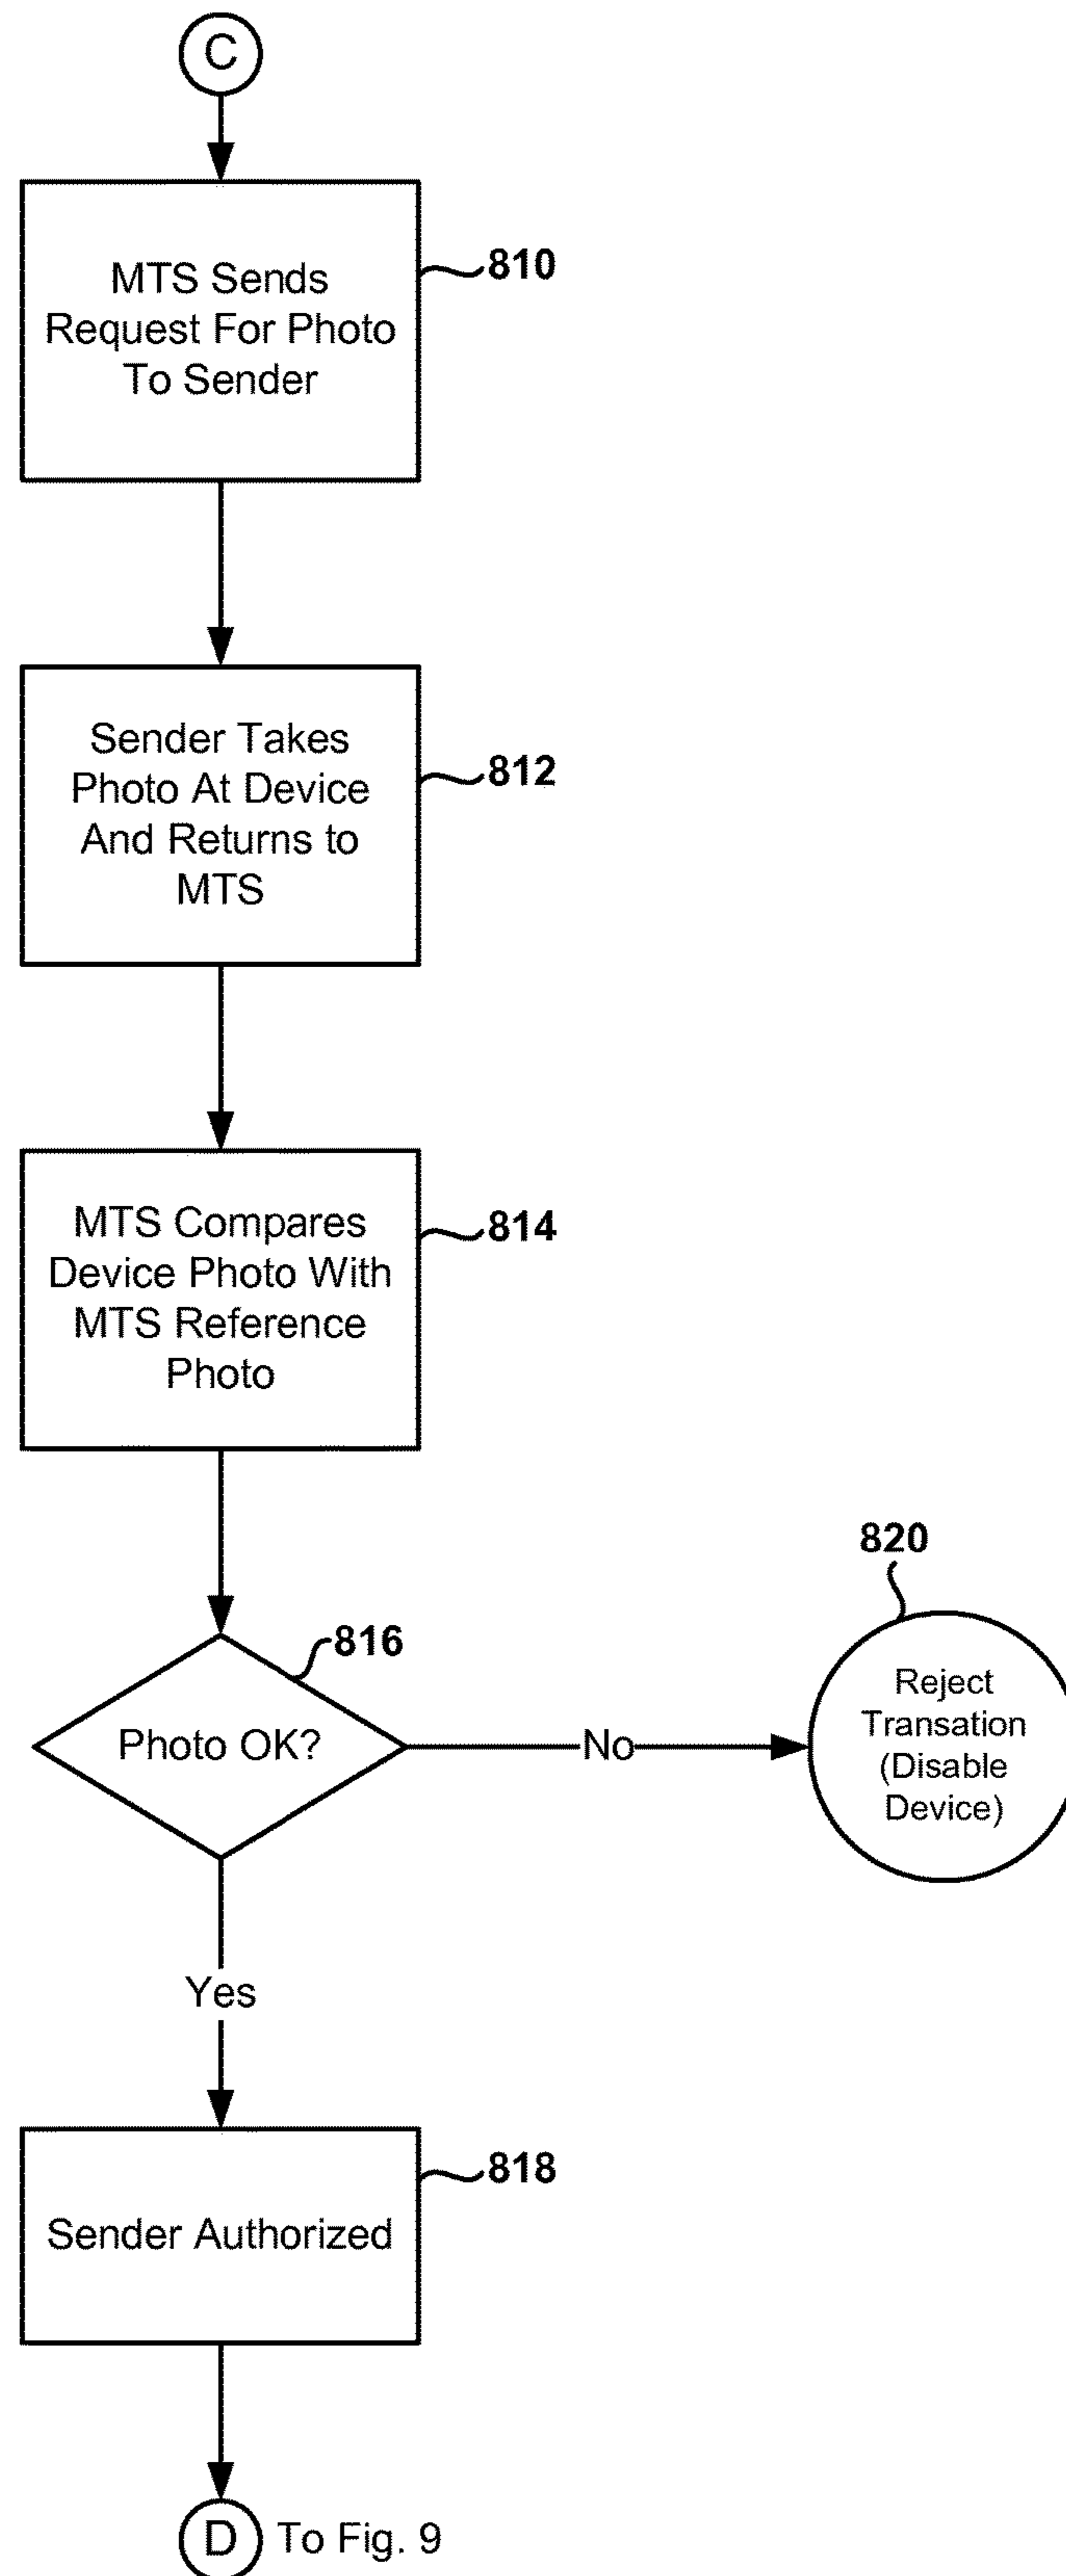 C
MTS Sends
Request For Photo
To Sender
810
Sender Takes
Photo At Device
And Returns to
MTS
812
MTS Compares
Device Photo With
MTS Reference
Photo
814
816
Photo OK?
No
820
Reject
Transation
(Disable
Device)
Yes
Sender Authorized
818
D To Fig. 9